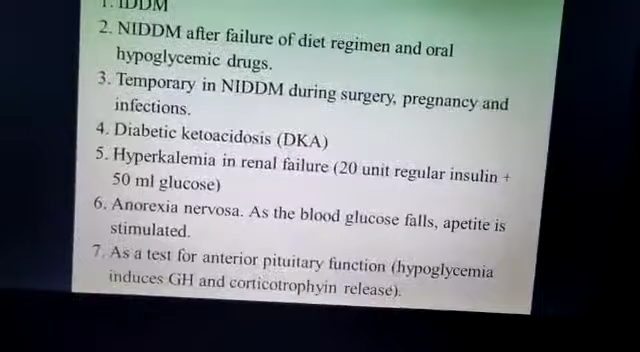 1. IDDM
2. NIDDM after failure of diet regimen and oral
hypoglycemic drugs.
3. Temporary in NIDDM during surgery, pregnancy and
infections.
4. Diabetic ketoacidosis (DKA)
5. Hyperkalemia in renal failure (20 unit regular insulin +
50 ml glucose)
6. Anorexia nervosa. As the blood glucose falls, apetite is
stimulated.
7. As a test for anterior pituitary function (hypoglycemia
induces GH and corticotrophyin release).